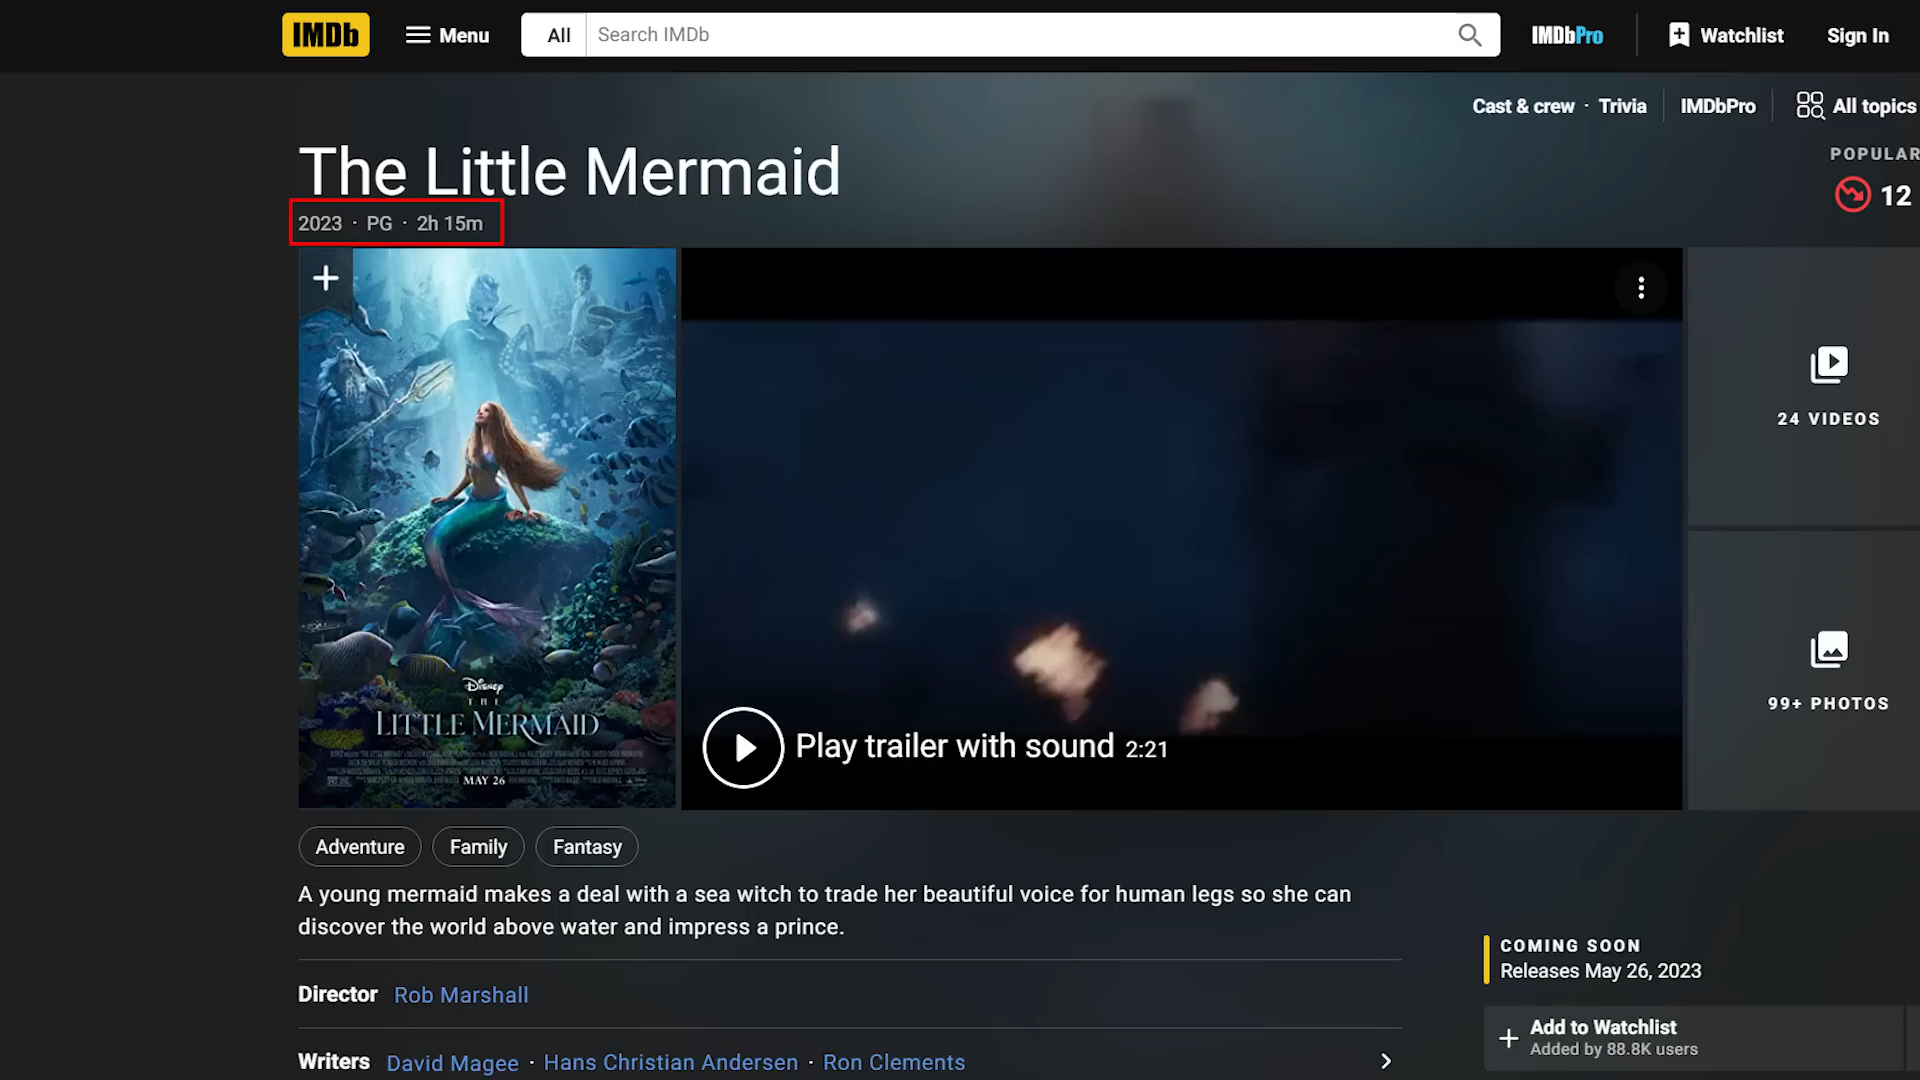 IMDb Menu All Search IMDb IMDbPro Watchlist Sign In
Cast & crew · Trivia IMDbPro All topics
The Little Mermaid
POPULAR
2023 · PG · 2h 15m
12
24 VIDEOS
99+ PHOTOS
Disney
THE
LITTLE MERMAID
MAY 26
Play trailer with sound 2:21
Adventure Family Fantasy
A young mermaid makes a deal with a sea witch to trade her beautiful voice for human legs so she can
discover the world above water and impress a prince.
COMING SOON
Releases May 26, 2023
Director Rob Marshall
Add to Watchlist
Added by 88.8K users
Writers David Magee · Hans Christian Andersen · Ron Clements